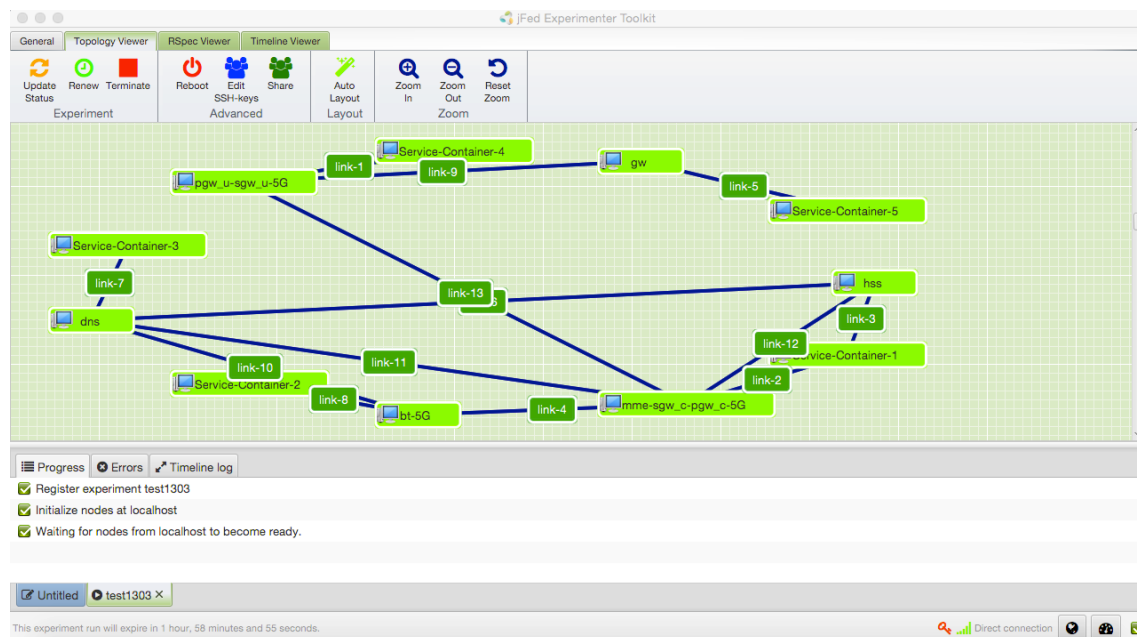 jFed Experimenter Toolkit
General Topology Viewer RSpec Viewer Timeline Viewer
Update Status Renew Terminate Reboot Edit SSH-keys Share Auto Layout Zoom In Zoom Out Reset Zoom
Experiment Advanced Layout Zoom
Service-Container-4
link-1
gw
link-9
pgw_u-sgw_u-5G
link-5
Service-Container-5
Service-Container-3
link-7
hss
link-13
dns
link-3
link-12
vice-Container-1
link-11
link-10
link-2
Service-Container-2
link-8
mme-sgw_c-pgw_c-5G
link-4
bt-5G
Progress Errors Timeline log
Register experiment test1303
Initialize nodes at localhost
Waiting for nodes from localhost to become ready.
Untitled test1303
This experiment run will expire in 1 hour, 58 minutes and 55 seconds. Direct connection